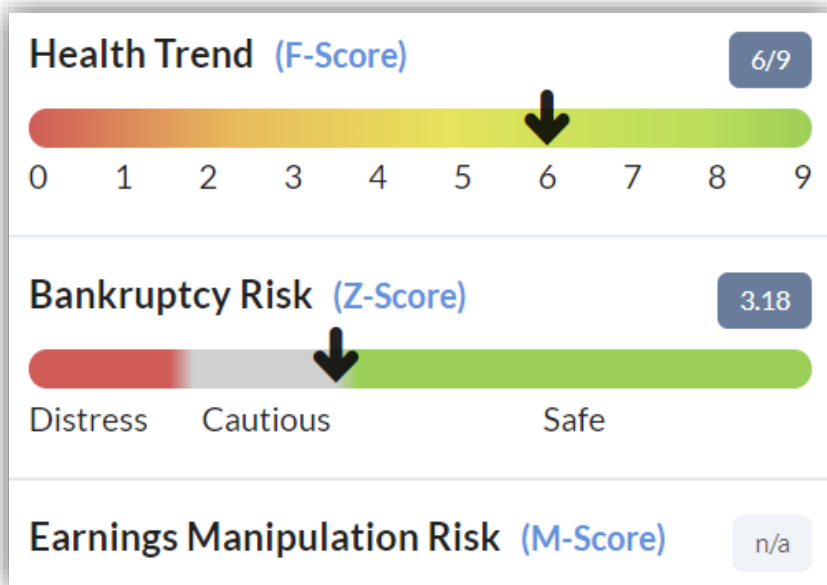 Health Trend (F-Score) 6/9
0 1 2 3 4 5 6 7 8 9
Bankruptcy Risk (Z-Score) 3.18
Distress Cautious Safe
Earnings Manipulation Risk (M-Score) n/a